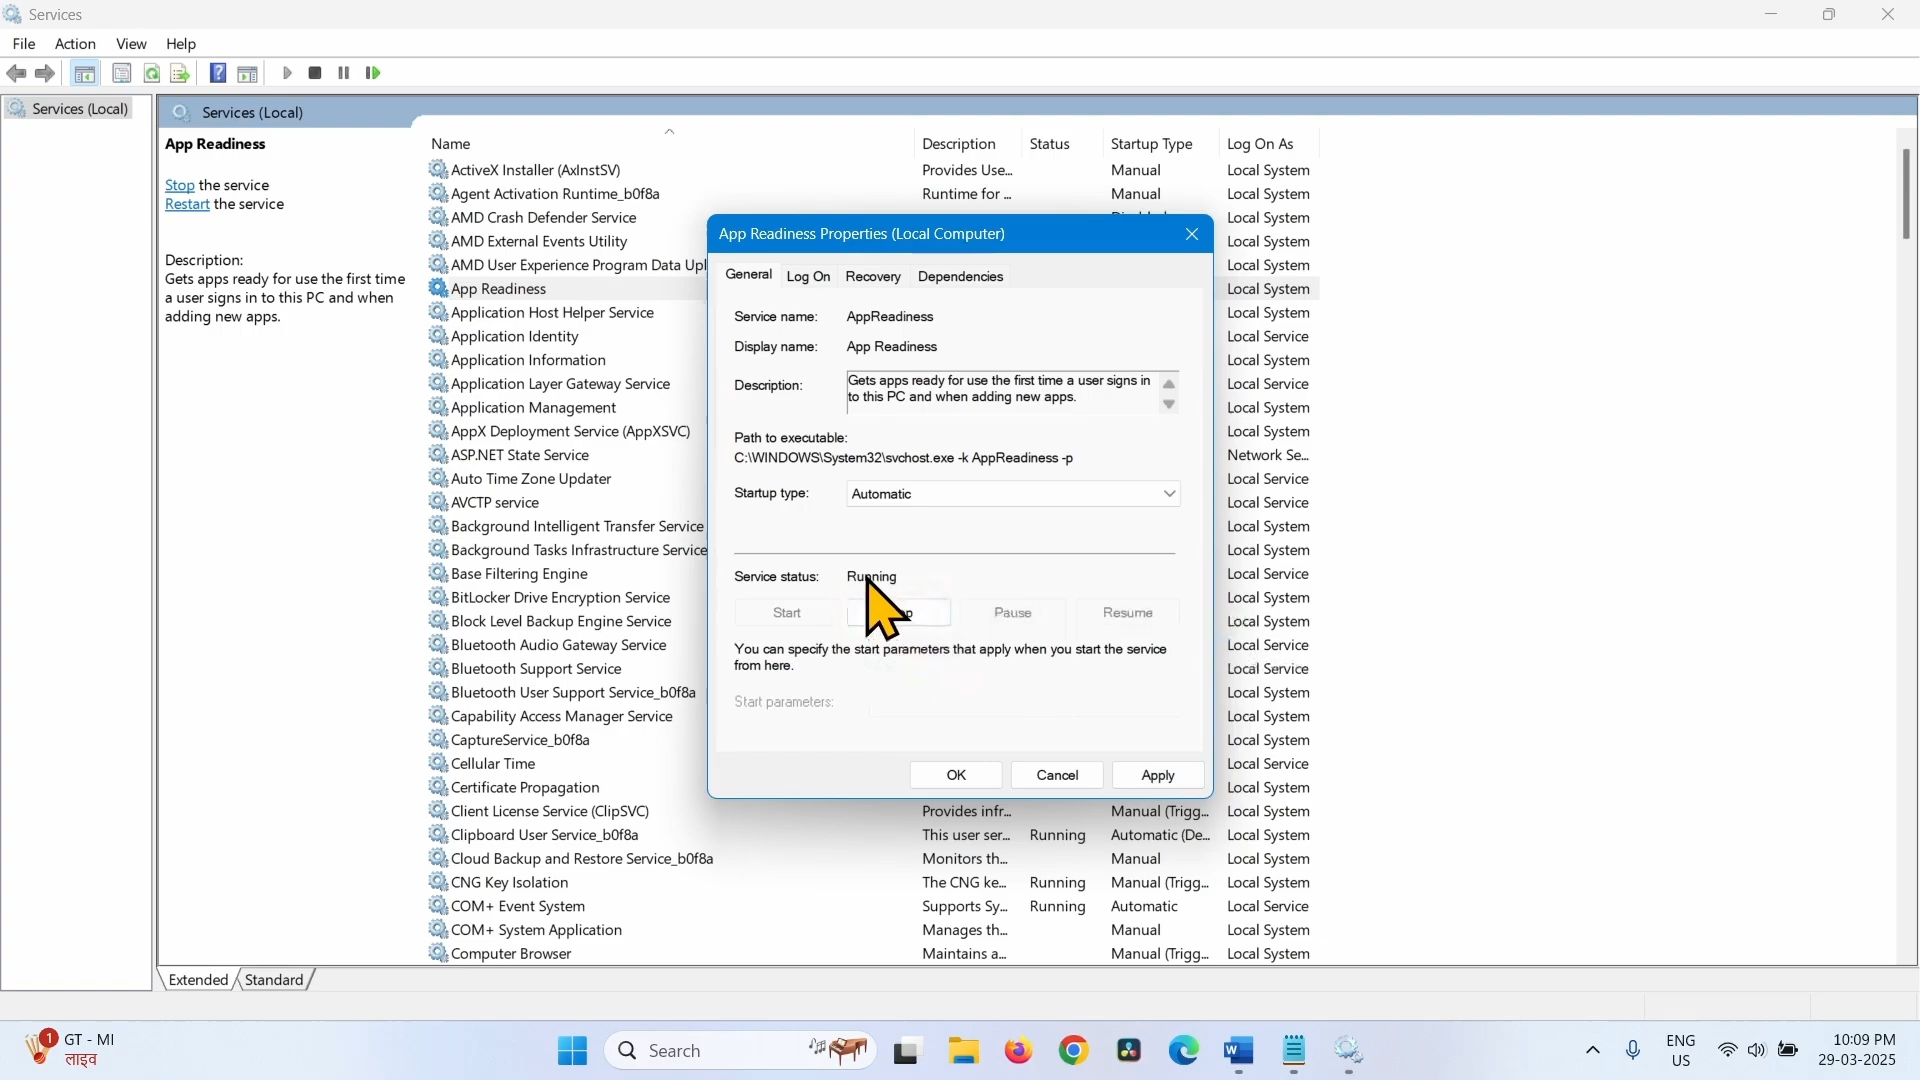 Services
File Action View Help
Services (Local)
Services (Local)
App Readiness
Stop the service
Restart the service
Description:
Gets apps ready for use the first time
a user signs in to this PC and when
adding new apps.
Name Description Status Startup Type Log On As
ActiveX Installer (AxInstSV) Provides Use... Manual Local System
Agent Activation Runtime_b0f8a Runtime for ... Manual Local System
AMD Crash Defender Service Local System
AMD External Events Utility Local System
AMD User Experience Program Data Upl Local System
App Readiness Local System
Application Host Helper Service Local System
Application Identity Local Service
Application Information Local System
Application Layer Gateway Service Local Service
Application Management Local System
AppX Deployment Service (AppXSVC) Local System
ASP.NET State Service Network Se...
Auto Time Zone Updater Local Service
AVCTP service Local Service
Background Intelligent Transfer Service Local System
Background Tasks Infrastructure Service Local System
Base Filtering Engine Local Service
BitLocker Drive Encryption Service Local System
Block Level Backup Engine Service Local System
Bluetooth Audio Gateway Service Local Service
Bluetooth Support Service Local Service
Bluetooth User Support Service_b0f8a Local System
Capability Access Manager Service Local System
CaptureService_b0f8a Local System
Cellular Time Local Service
Certificate Propagation Local System
Client License Service (ClipSVC) Provides infr... Manual (Trigg... Local System
Clipboard User Service_b0f8a This user ser... Running Automatic (De... Local System
Cloud Backup and Restore Service_b0f8a Monitors th... Manual Local System
CNG Key Isolation The CNG ke... Running Manual (Trigg... Local System
COM+ Event System Supports Sy... Running Automatic Local Service
COM+ System Application Manages th... Manual Local System
Computer Browser Maintains a... Manual (Trigg... Local System
App Readiness Properties (Local Computer)
General Log On Recovery Dependencies
Service name: AppReadiness
Display name: App Readiness
Description: Gets apps ready for use the first time a user signs in
to this PC and when adding new apps.
Path to executable:
C:\WINDOWS\System32\svchost.exe -k AppReadiness -p
Startup type: Automatic
Service status: Running
Start Pause Resume
You can specify the start parameters that apply when you start the service
from here.
Start parameters:
OK Cancel Apply
Extended Standard
1 GT - MI
लाइव
Search
ENG
US
10:09 PM
29-03-2025